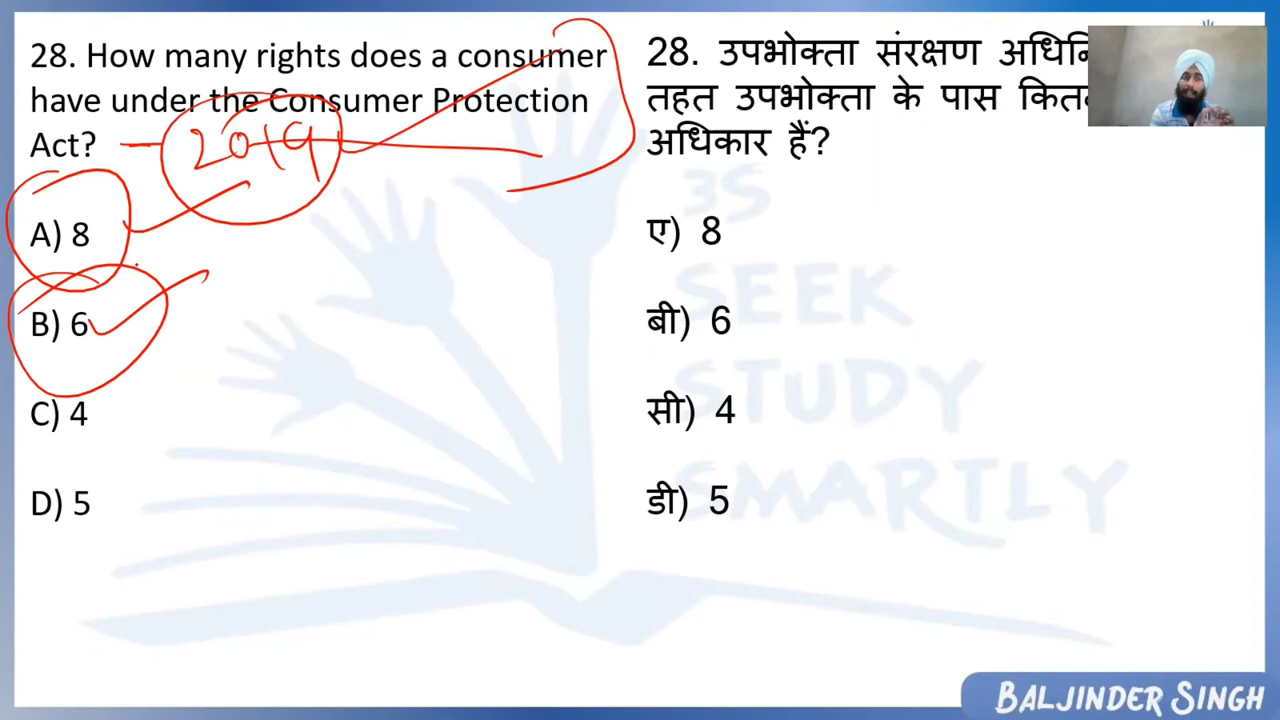 28. How many rights does a consumer
have under the Consumer Protection
Act? 2019
A) 8
B) 6
C) 4
D) 5
28. उपभोक्ता संरक्षण
तहत उपभोक्ता के पास
अधिकार हैं?
ए) 8
बी) 6
सी) 4
डी) 5
3S
SEEK
STUDY
SMARTLY
BALJINDER SINGH